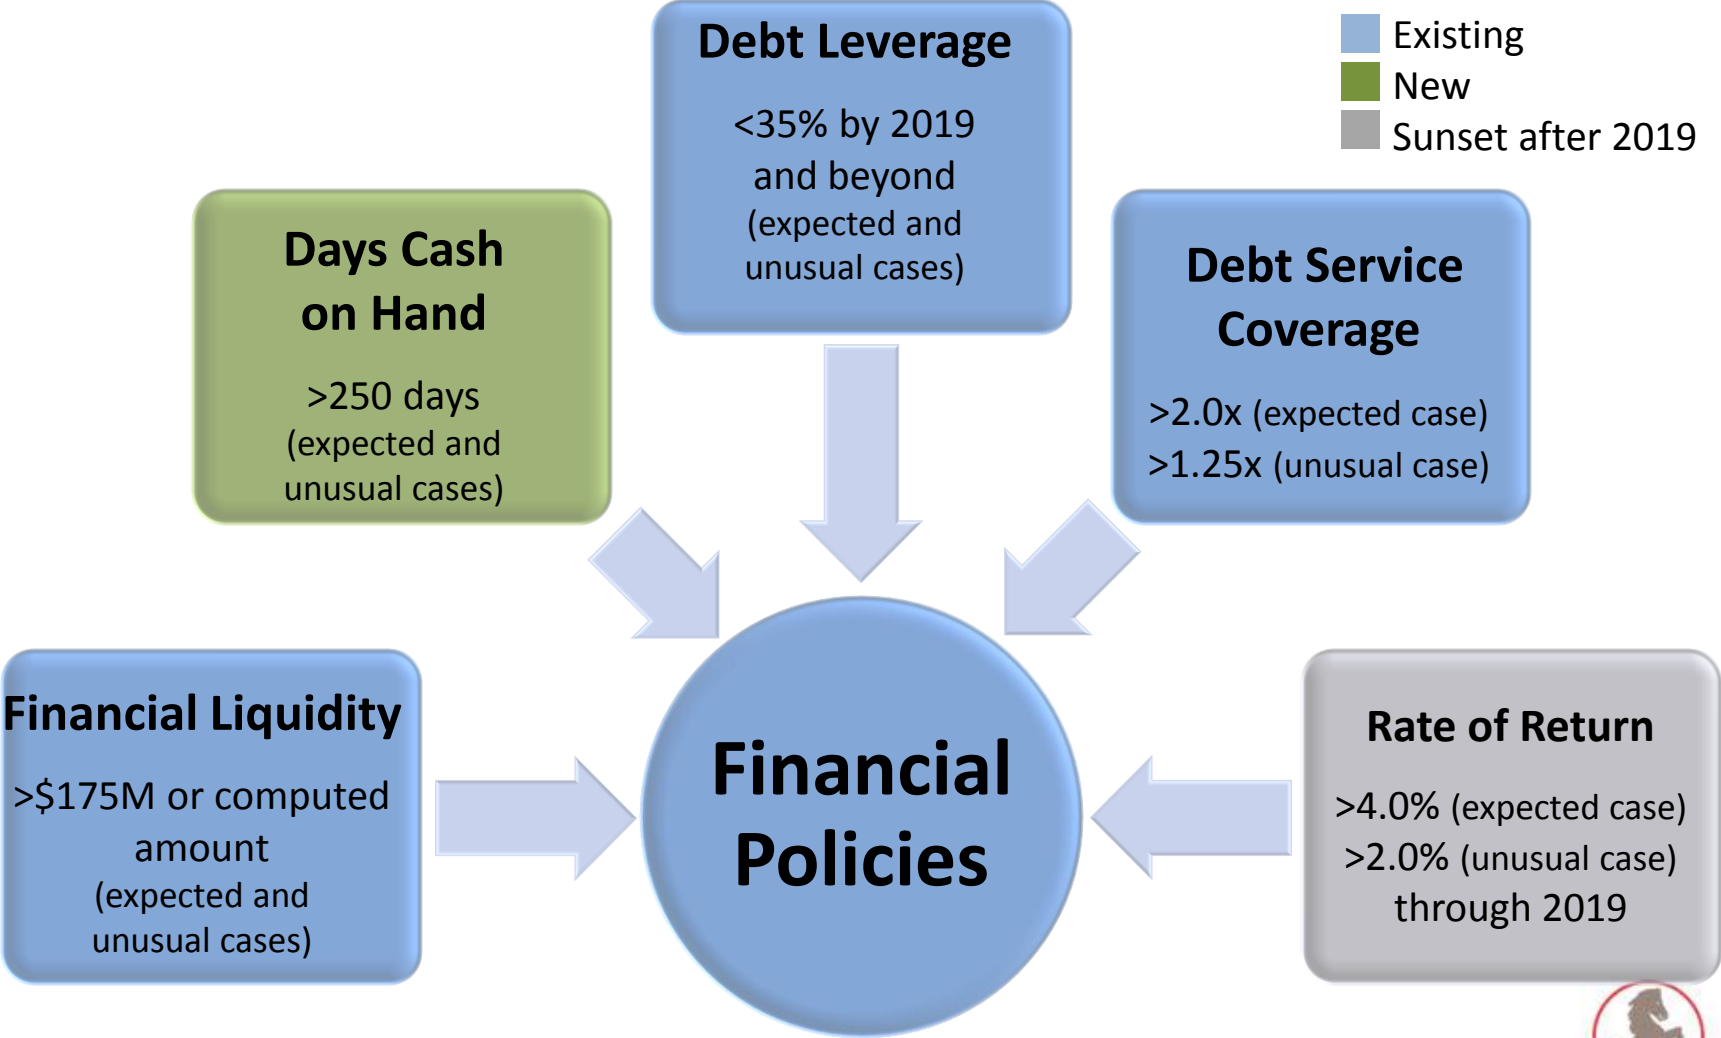 Debt Leverage
<35% by 2019
and beyond
(expected and
unusual cases)
Existing
New
Sunset after 2019
Days Cash
on Hand
>250 days
(expected and
unusual cases)
Debt Service
Coverage
>2.0x (expected case)
>1.25x (unusual case)
Financial Liquidity
>$175M or computed
amount
(expected and
unusual cases)
Financial
Policies
Rate of Return
>4.0% (expected case)
>2.0% (unusual case)
through 2019